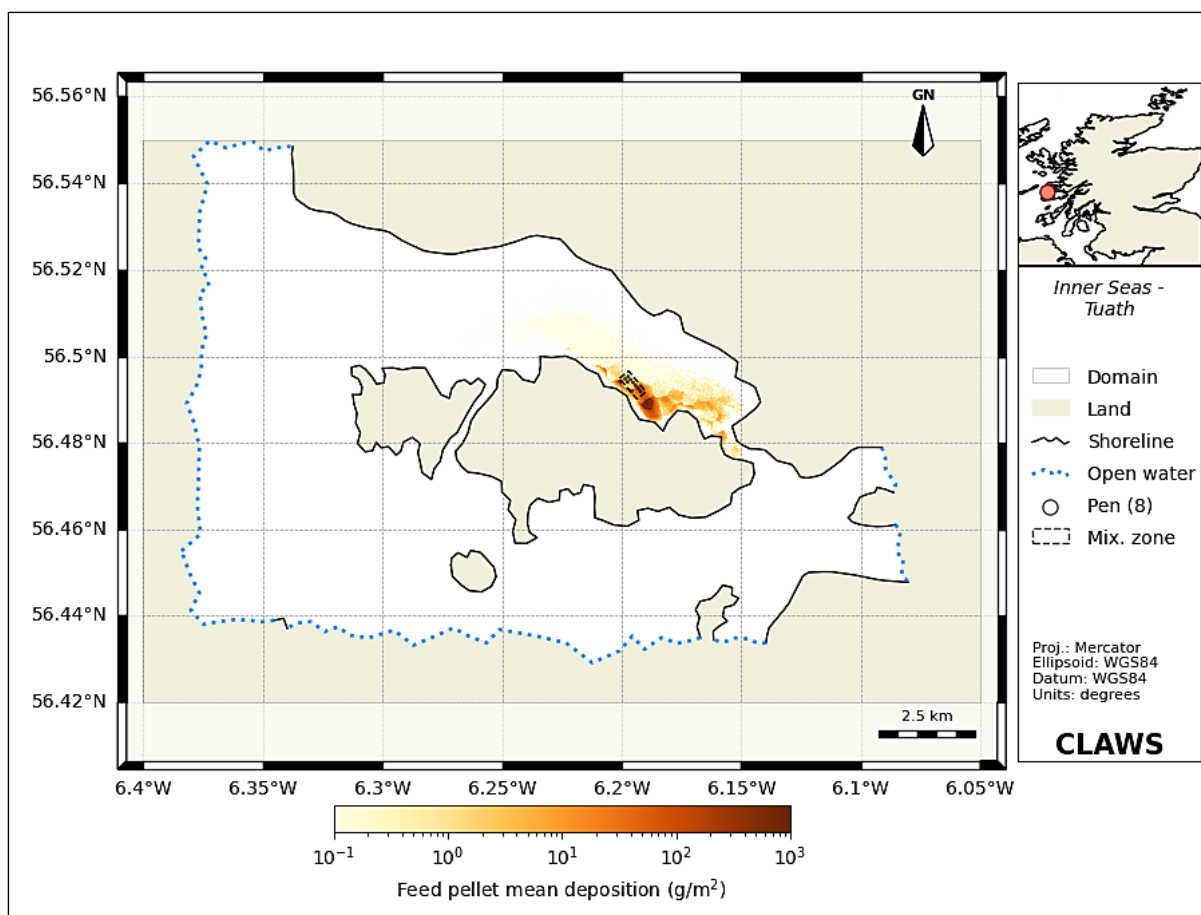 56.56°N
56.54°N
56.52°N
56.5°N
56.48°N
56.46°N
56.44°N
56.42°N
GN
2.5 km
6.4°W 6.35°W 6.3°W 6.25°W 6.2°W 6.15°W 6.1°W 6.05°W
10⁻¹ 10⁰ 10¹ 10² 10³
Feed pellet mean deposition (g/m²)
Inner Seas -
Tuath
Domain
Land
Shoreline
Open water
Pen (8)
Mix. zone
Proj.: Mercator
Ellipsoid: WGS84
Datum: WGS84
Units: degrees
CLAWS